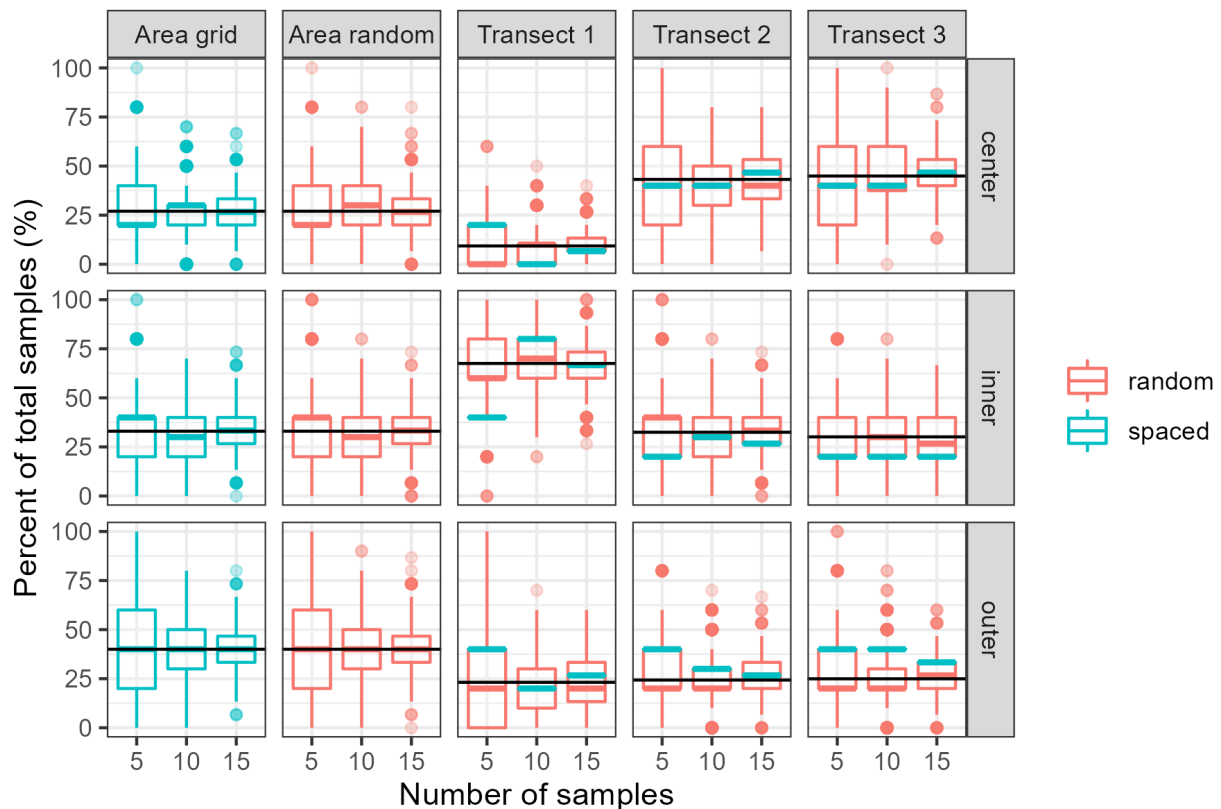 Area grid Area random Transect 1 Transect 2 Transect 3
Percent of total samples (%)
100
75
50
25
0
center
100
75
50
25
0
inner
100
75
50
25
0
outer
5 10 15 5 10 15 5 10 15 5 10 15 5 10 15
Number of samples
random
spaced